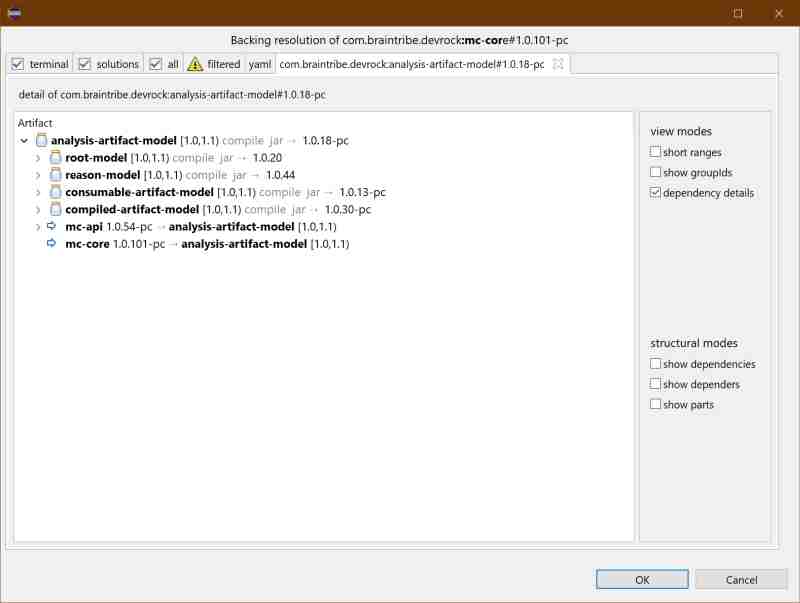 Backing resolution of com.braintribe.devrock:mc-core#1.0.101-pc
terminal solutions all filtered yaml com.braintribe.devrock:analysis-artifact-model#1.0.18-pc
detail of com.braintribe.devrock:analysis-artifact-model#1.0.18-pc
Artifact
analysis-artifact-model [1.0,1.1) compile jar → 1.0.18-pc
root-model [1.0,1.1) compile jar → 1.0.20
reason-model [1.0,1.1) compile jar → 1.0.44
consumable-artifact-model [1.0,1.1) compile jar → 1.0.13-pc
compiled-artifact-model [1.0,1.1) compile jar → 1.0.30-pc
mc-api 1.0.54-pc → analysis-artifact-model [1.0,1.1)
mc-core 1.0.101-pc → analysis-artifact-model [1.0,1.1)
view modes
short ranges
show groupIds
dependency details
structural modes
show dependencies
show dependers
show parts
OK
Cancel